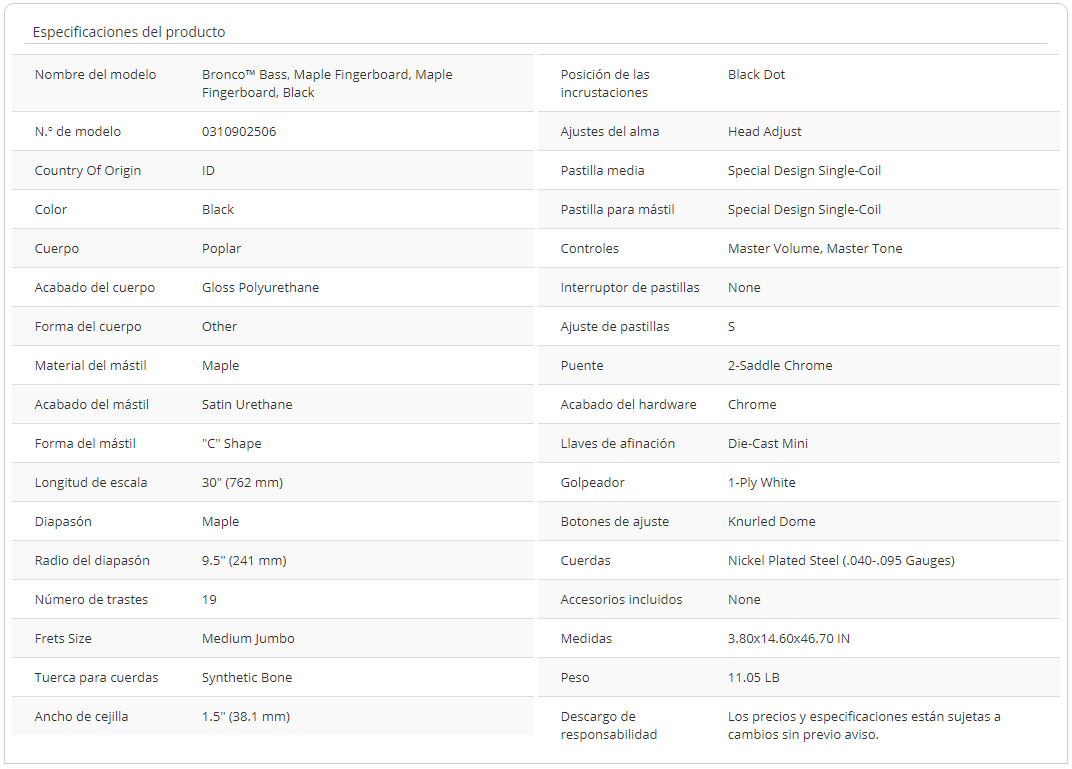 Especificaciones del producto
Nombre del modelo
Bronco™ Bass, Maple Fingerboard, Maple
Fingerboard, Black
N.º de modelo
0310902506
Country Of Origin
ID
Color
Black
Cuerpo
Poplar
Acabado del cuerpo
Gloss Polyurethane
Forma del cuerpo
Other
Material del mástil
Maple
Acabado del mástil
Satin Urethane
Forma del mástil
"C" Shape
Longitud de escala
30" (762 mm)
Diapasón
Maple
Radio del diapasón
9.5" (241 mm)
Número de trastes
19
Frets Size
Medium Jumbo
Tuerca para cuerdas
Synthetic Bone
Ancho de cejilla
1.5" (38.1 mm)
Posición de las
incrustaciones
Black Dot
Ajustes del alma
Head Adjust
Pastilla media
Special Design Single-Coil
Pastilla para mástil
Special Design Single-Coil
Controles
Master Volume, Master Tone
Interruptor de pastillas
None
Ajuste de pastillas
S
Puente
2-Saddle Chrome
Acabado del hardware
Chrome
Llaves de afinación
Die-Cast Mini
Golpeador
1-Ply White
Botones de ajuste
Knurled Dome
Cuerdas
Nickel Plated Steel (.040-.095 Gauges)
Accesorios incluidos
None
Medidas
3.80x14.60x46.70 IN
Peso
11.05 LB
Descargo de
responsabilidad
Los precios y especificaciones están sujetas a
cambios sin previo aviso.